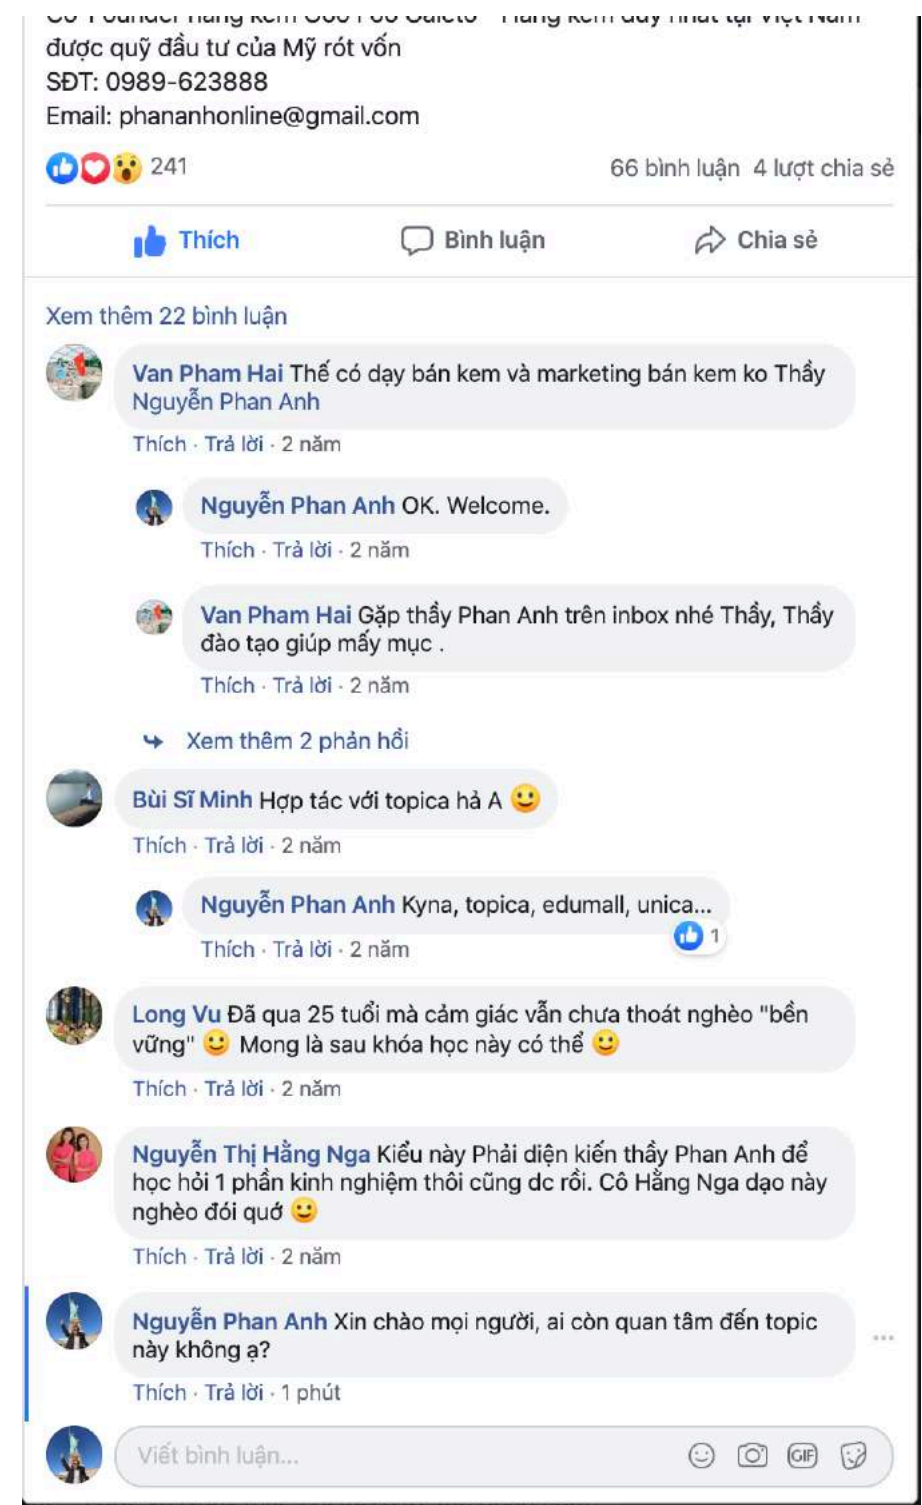 được quỹ đầu tư của Mỹ rót vốn
SĐT: 0989-623888
Email: phananhonline@gmail.com
241
66 bình luận 4 lượt chia sẻ
Thích
Bình luận
Chia sẻ
Xem thêm 22 bình luận
Van Pham Hai Thế có dạy bán kem và marketing bán kem ko Thầy
Nguyễn Phan Anh
Thích · Trả lời · 2 năm
Nguyễn Phan Anh OK. Welcome.
Thích · Trả lời · 2 năm
Van Pham Hai Gặp thầy Phan Anh trên inbox nhé Thầy, Thầy
đào tạo giúp mấy mục .
Thích · Trả lời · 2 năm
Xem thêm 2 phản hồi
Bùi Sĩ Minh Hợp tác với topica hả A 🙂
Thích · Trả lời · 2 năm
Nguyễn Phan Anh Kyna, topica, edumall, unica...
1
Thích · Trả lời · 2 năm
Long Vu Đã qua 25 tuổi mà cảm giác vẫn chưa thoát nghèo "bền
vững" 🙂 Mong là sau khóa học này có thể 🙂
Thích · Trả lời · 2 năm
Nguyễn Thị Hằng Nga Kiểu này Phải diện kiến thầy Phan Anh để
học hỏi 1 phần kinh nghiệm thôi cũng dc rồi. Cô Hằng Nga dạo này
nghèo đói quớ 🙂
Thích · Trả lời · 2 năm
Nguyễn Phan Anh Xin chào mọi người, ai còn quan tâm đến topic
này không ạ?
Thích · Trả lời · 1 phút
Viết bình luận...
GIF